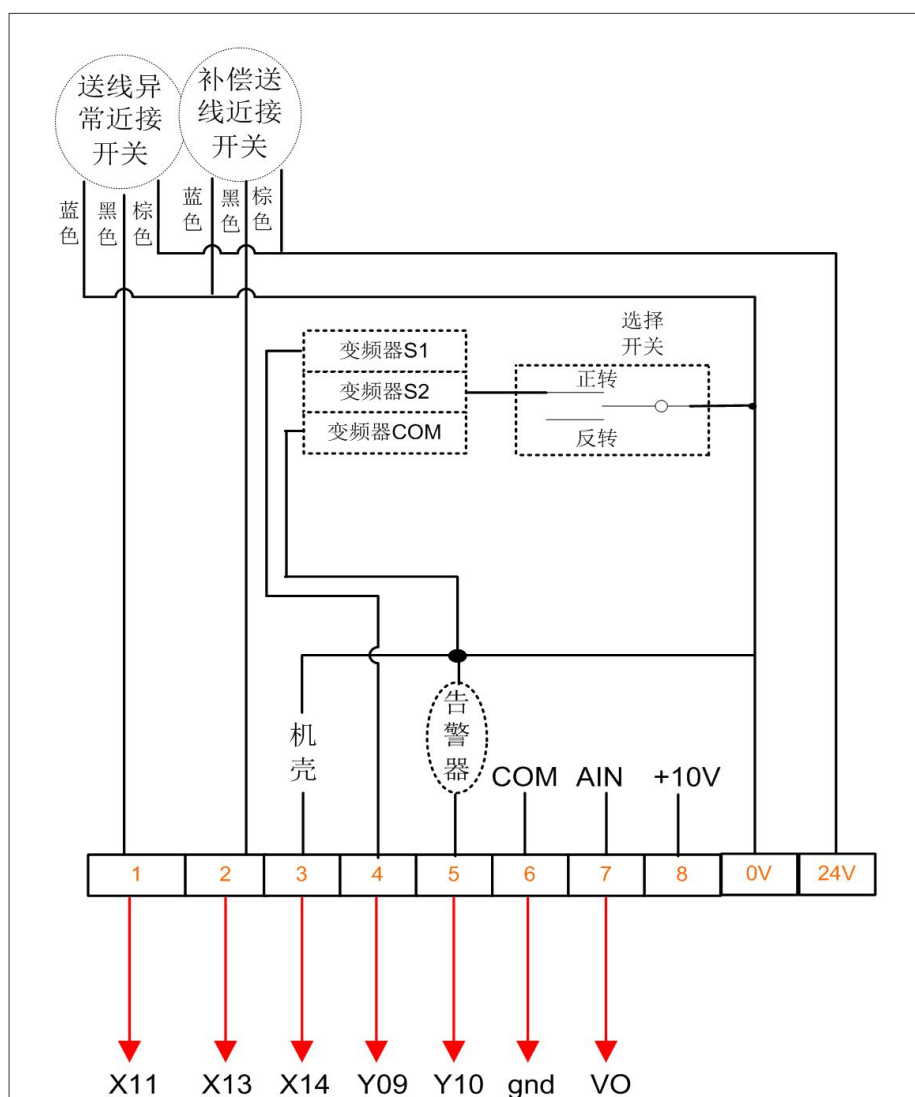 送线异
常近接
开关
补偿送
线近接
开关
蓝色
黑色
棕色
蓝色
黑色
棕色
选择
开关
变频器S1
变频器S2
变频器COM
正转
反转
机壳
告警器
COM
AIN
+10V
1
2
3
4
5
6
7
8
0V
24V
X11
X13
X14
Y09
Y10
gnd
VO